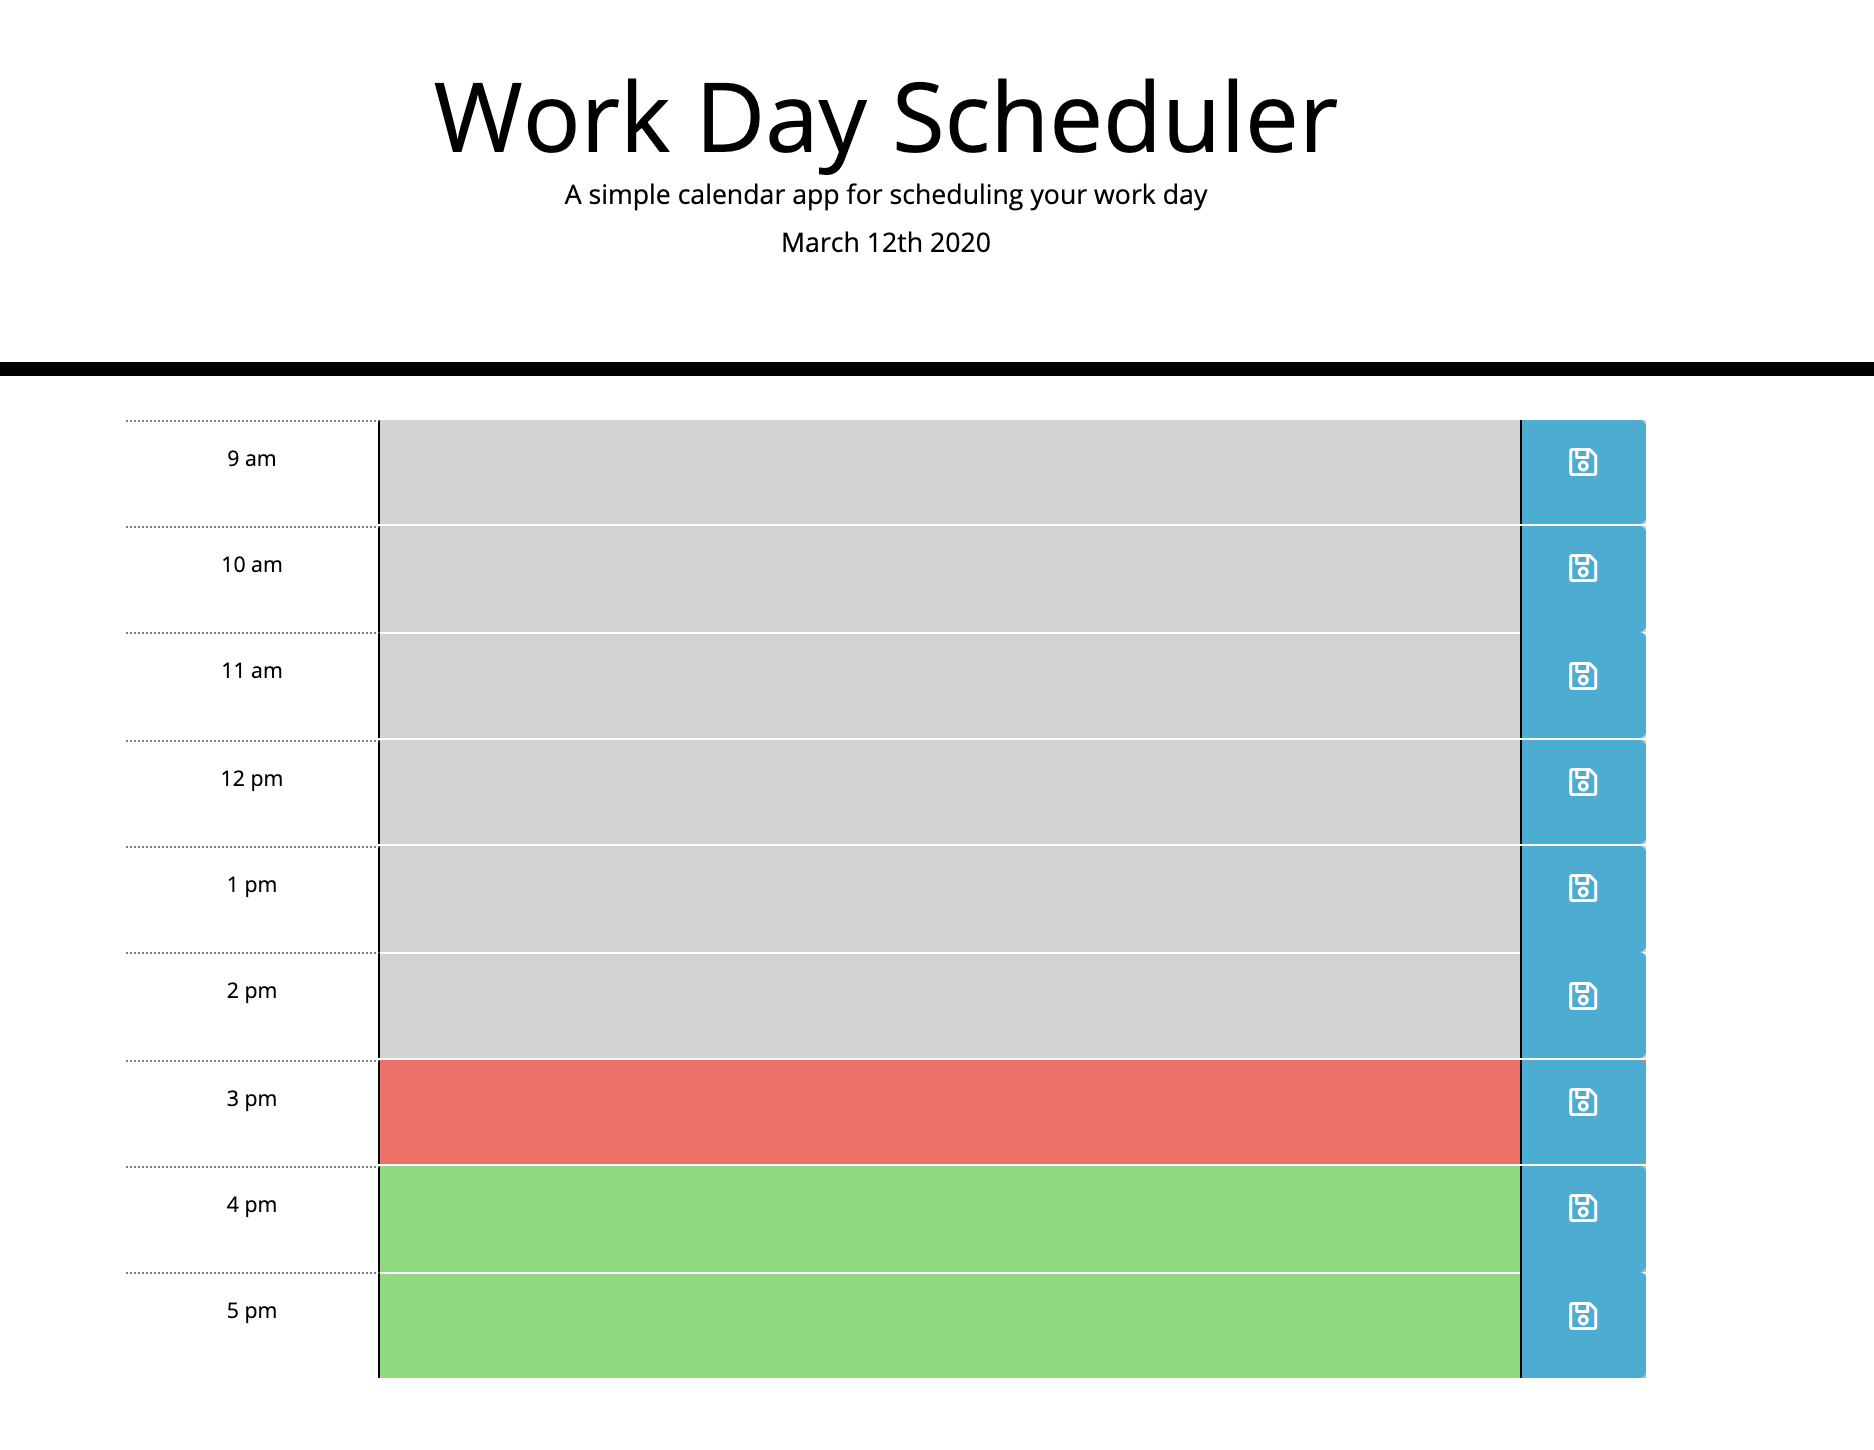 Work Day Scheduler
A simple calendar app for scheduling your work day
March 12th 2020
9 am
10 am
11 am
12 pm
1 pm
2 pm
3 pm
4 pm
5 pm